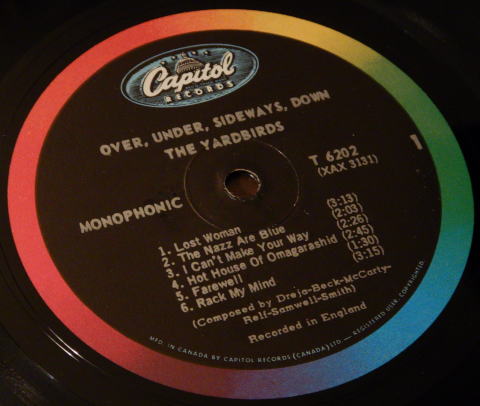 Capitol
RECORDS
OVER, UNDER, SIDEWAYS, DOWN
THE YARDBIRDS
T 6202
(XAX 3131)
1
MONOPHONIC
1. Lost Woman (3:13)
2. The Nazz Are Blue (2:03)
3. I Can't Make Your Way (2:26)
4. Hot House Of Omagarashid (2:45)
5. Farewell (1:30)
6. Rack My Mind (3:15)
(Composed by Dreja-Beck-McCarty-
Relf-Samwell-Smith)
Recorded in England
MFD. IN CANADA BY CAPITOL RECORDS (CANADA) LTD. — REGISTERED USER. COPYRIGHTED